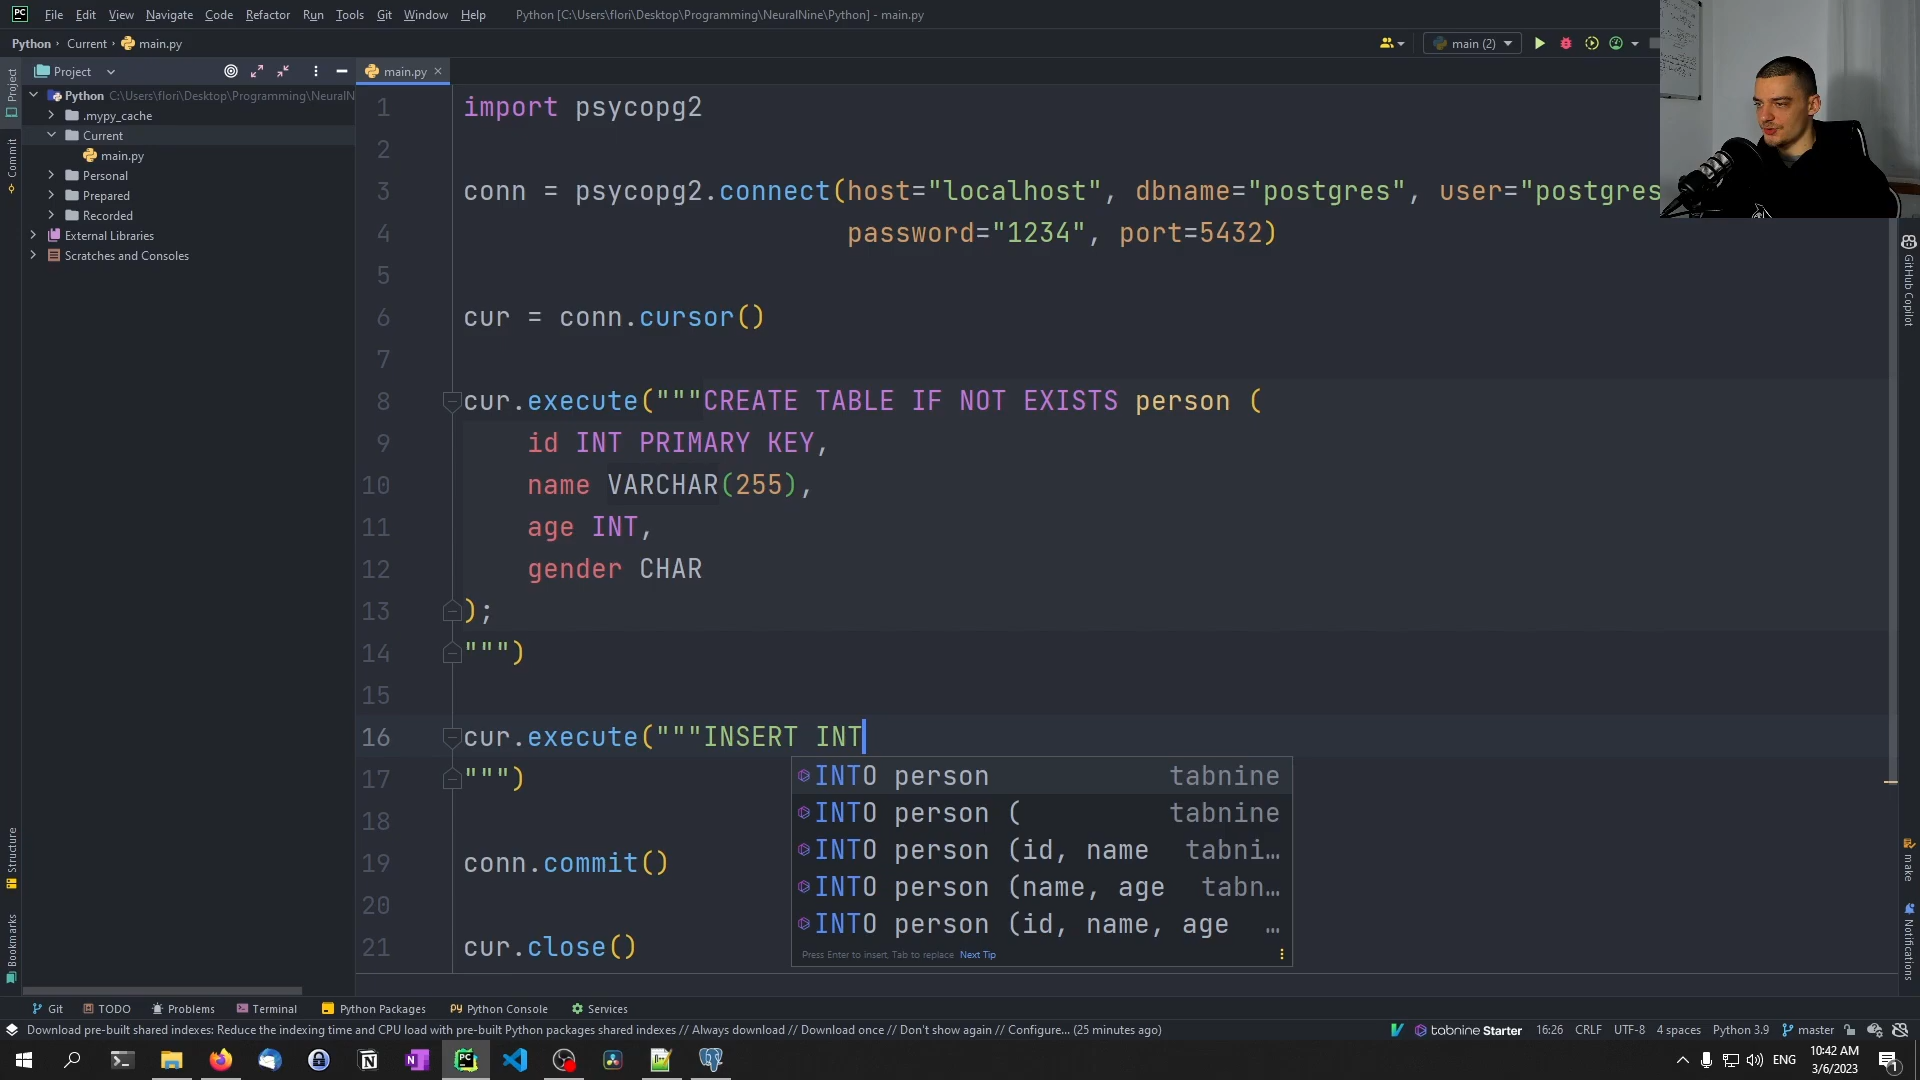 PC File Edit View Navigate Code Refactor Run Tools Git Window Help Python [C:\Users\flori\Desktop\Programming\NeuralNine\Python] - main.py
Python Current main.py
main (2)
Project
main.py
Python C:\Users\flori\Desktop\Programming\NeuralN
.mypy_cache
Current
main.py
Personal
Prepared
Recorded
External Libraries
Scratches and Consoles
Project
Commit
Structure
Bookmarks
1 import psycopg2
2
3 conn = psycopg2.connect(host="localhost", dbname="postgres", user="postgres
4 password="1234", port=5432)
5
6 cur = conn.cursor()
7
8 cur.execute("""CREATE TABLE IF NOT EXISTS person (
9 id INT PRIMARY KEY,
10 name VARCHAR(255),
11 age INT,
12 gender CHAR
13 );
14 """)
15
16 cur.execute("""INSERT INT
17 """)
18
19 conn.commit()
20
21 cur.close()
INTO person tabnine
INTO person ( tabnine
INTO person (id, name tabni…
INTO person (name, age tabn…
INTO person (id, name, age …
Press Enter to insert, Tab to replace Next Tip
GitHub Copilot
make
Notifications
Git TODO Problems Terminal Python Packages Python Console Services
Download pre-built shared indexes: Reduce the indexing time and CPU load with pre-built Python packages shared indexes // Always download // Download once // Don't show again // Configure... (25 minutes ago) tabnine Starter 16:26 CRLF UTF-8 4 spaces Python 3.9 master
ENG 10:42 AM
3/6/2023
1